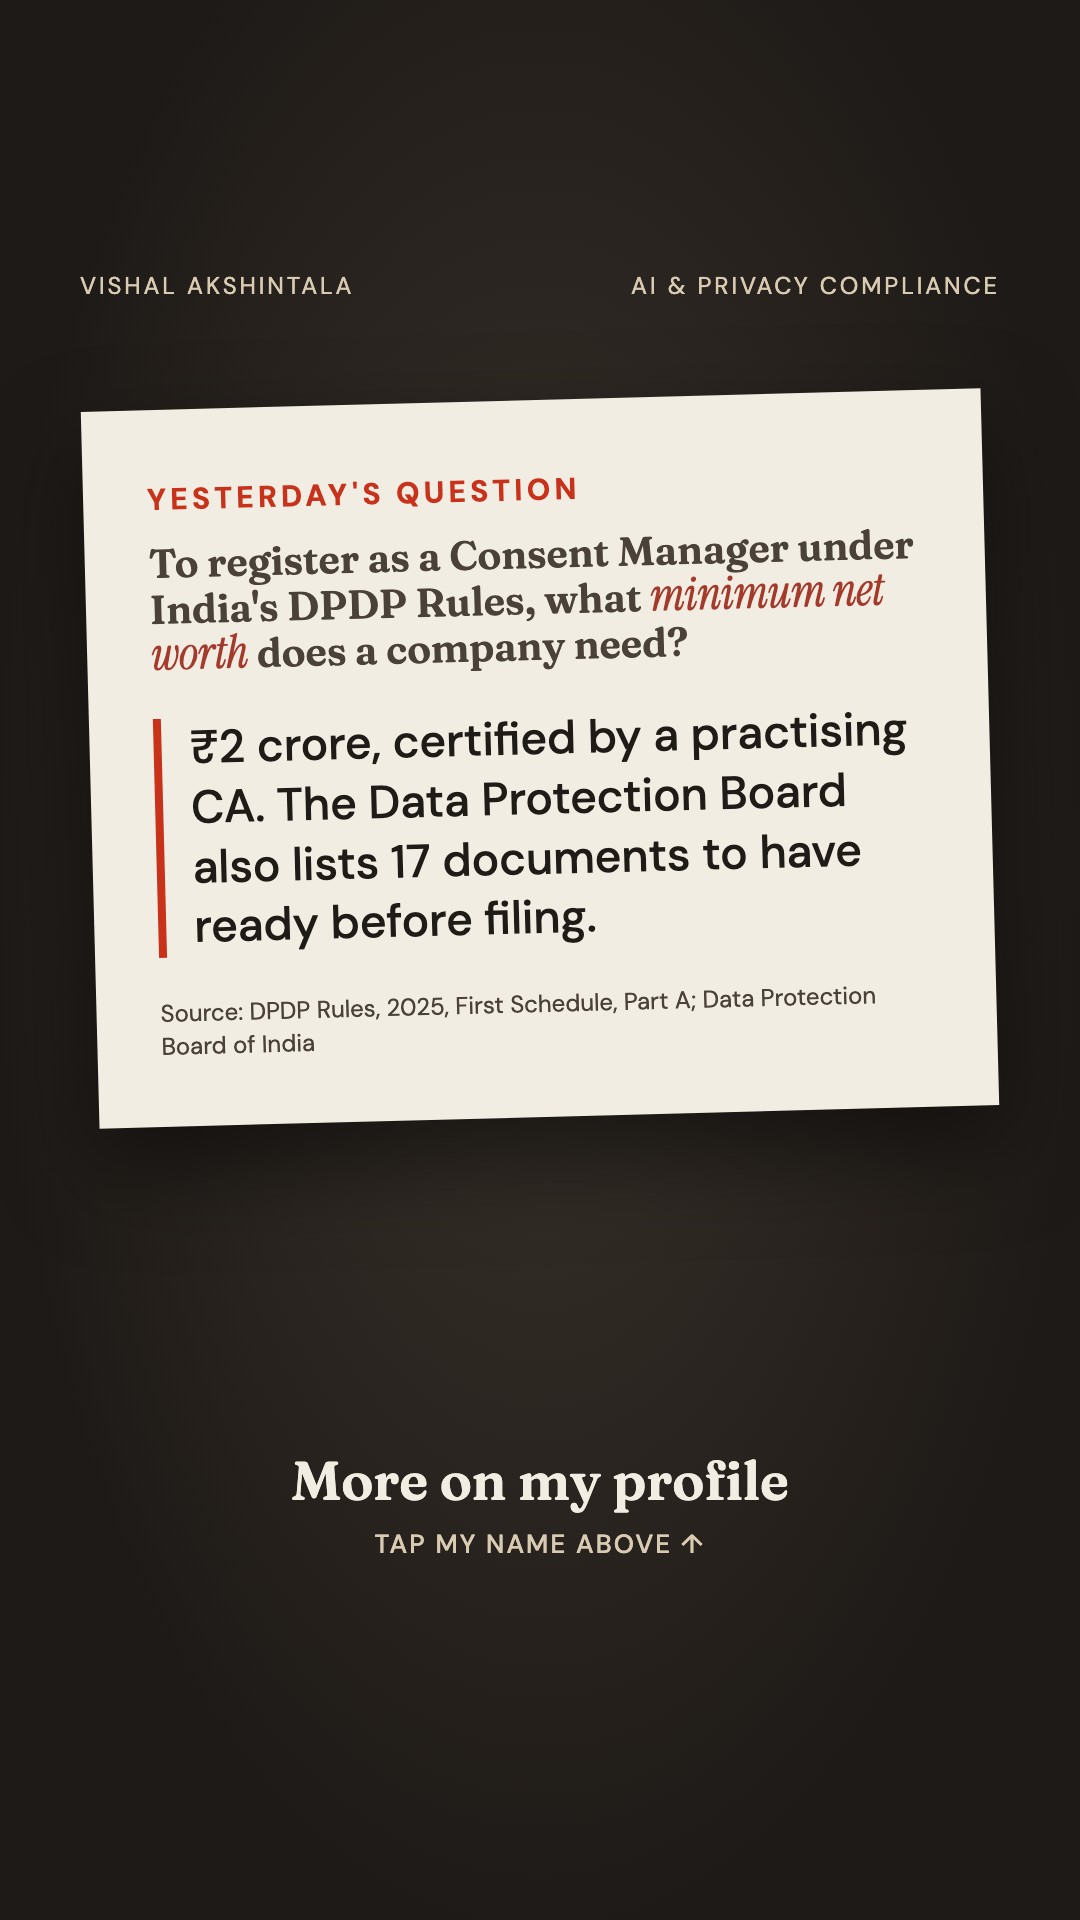 VISHAL AKSHINTALA
AI & PRIVACY COMPLIANCE
YESTERDAY'S QUESTION
To register as a Consent Manager under
India's DPDP Rules, what minimum net
worth does a company need?
₹2 crore, certified by a practising
CA. The Data Protection Board
also lists 17 documents to have
ready before filing.
Source: DPDP Rules, 2025, First Schedule, Part A; Data Protection
Board of India
More on my profile
TAP MY NAME ABOVE ↑